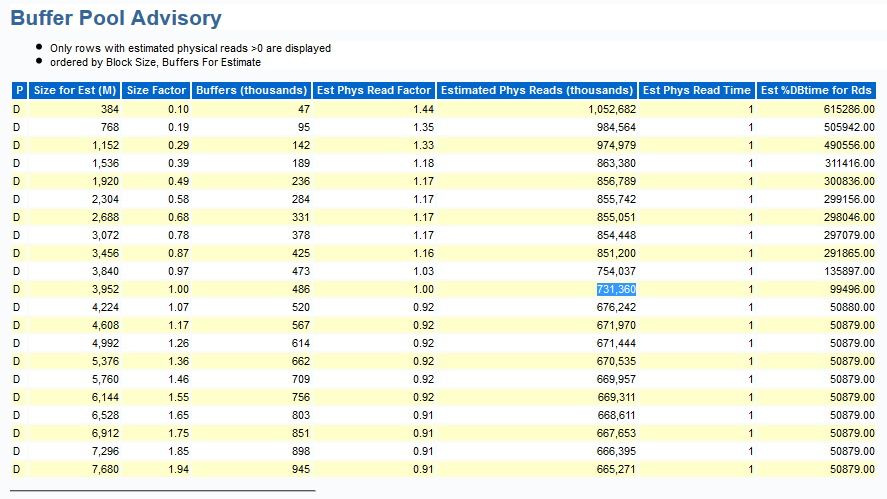 Buffer Pool Advisory
Only rows with estimated physical reads >0 are displayed
ordered by Block Size, Buffers For Estimate
P Size for Est (M) Size Factor Buffers (thousands) Est Phys Read Factor Estimated Phys Reads (thousands) Est Phys Read Time Est %DBtime for Rds
D 384 0.10 47 1.44 1,052,682 1 615286.00
D 768 0.19 95 1.35 984,564 1 505942.00
D 1,152 0.29 142 1.33 974,979 1 490556.00
D 1,536 0.39 189 1.18 863,380 1 311416.00
D 1,920 0.49 236 1.17 856,789 1 300836.00
D 2,304 0.58 284 1.17 855,742 1 299156.00
D 2,688 0.68 331 1.17 855,051 1 298046.00
D 3,072 0.78 378 1.17 854,448 1 297079.00
D 3,456 0.87 425 1.16 851,200 1 291865.00
D 3,840 0.97 473 1.03 754,037 1 135897.00
D 3,952 1.00 486 1.00 731,360 1 99496.00
D 4,224 1.07 520 0.92 676,242 1 50880.00
D 4,608 1.17 567 0.92 671,970 1 50879.00
D 4,992 1.26 614 0.92 671,444 1 50879.00
D 5,376 1.36 662 0.92 670,535 1 50879.00
D 5,760 1.46 709 0.92 669,957 1 50879.00
D 6,144 1.55 756 0.92 669,311 1 50879.00
D 6,528 1.65 803 0.91 668,611 1 50879.00
D 6,912 1.75 851 0.91 667,653 1 50879.00
D 7,296 1.85 898 0.91 666,395 1 50879.00
D 7,680 1.94 945 0.91 665,271 1 50879.00